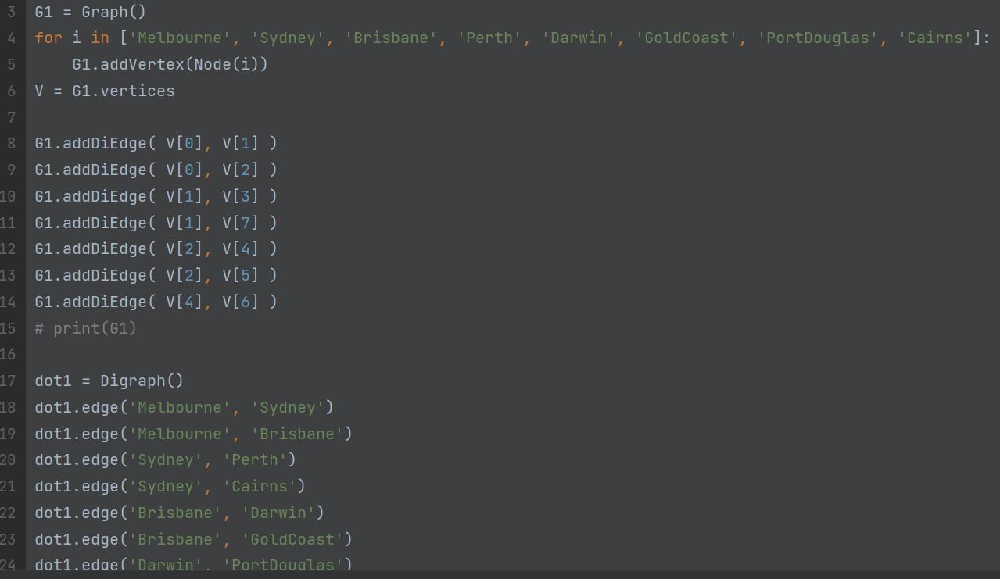 3 G1 = Graph()
4 for i in ['Melbourne', 'Sydney', 'Brisbane', 'Perth', 'Darwin', 'GoldCoast', 'PortDouglas', 'Cairns']:
5     G1.addVertex(Node(i))
6 V = G1.vertices
7
8 G1.addDiEdge( V[0], V[1] )
9 G1.addDiEdge( V[0], V[2] )
10 G1.addDiEdge( V[1], V[3] )
11 G1.addDiEdge( V[1], V[7] )
12 G1.addDiEdge( V[2], V[4] )
13 G1.addDiEdge( V[2], V[5] )
14 G1.addDiEdge( V[4], V[6] )
15 # print(G1)
16
17 dot1 = Digraph()
18 dot1.edge('Melbourne', 'Sydney')
19 dot1.edge('Melbourne', 'Brisbane')
20 dot1.edge('Sydney', 'Perth')
21 dot1.edge('Sydney', 'Cairns')
22 dot1.edge('Brisbane', 'Darwin')
23 dot1.edge('Brisbane', 'GoldCoast')
24 dot1.edge('Darwin', 'PortDouglas')